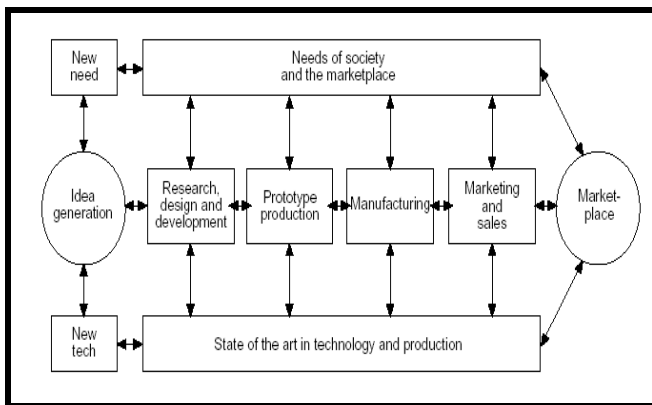 New
need
Needs of society
and the marketplace
Idea
generation
Research,
design and
development
Prototype
production
Manufacturing
Marketing
and
sales
Market-
place
New
tech
State of the art in technology and production